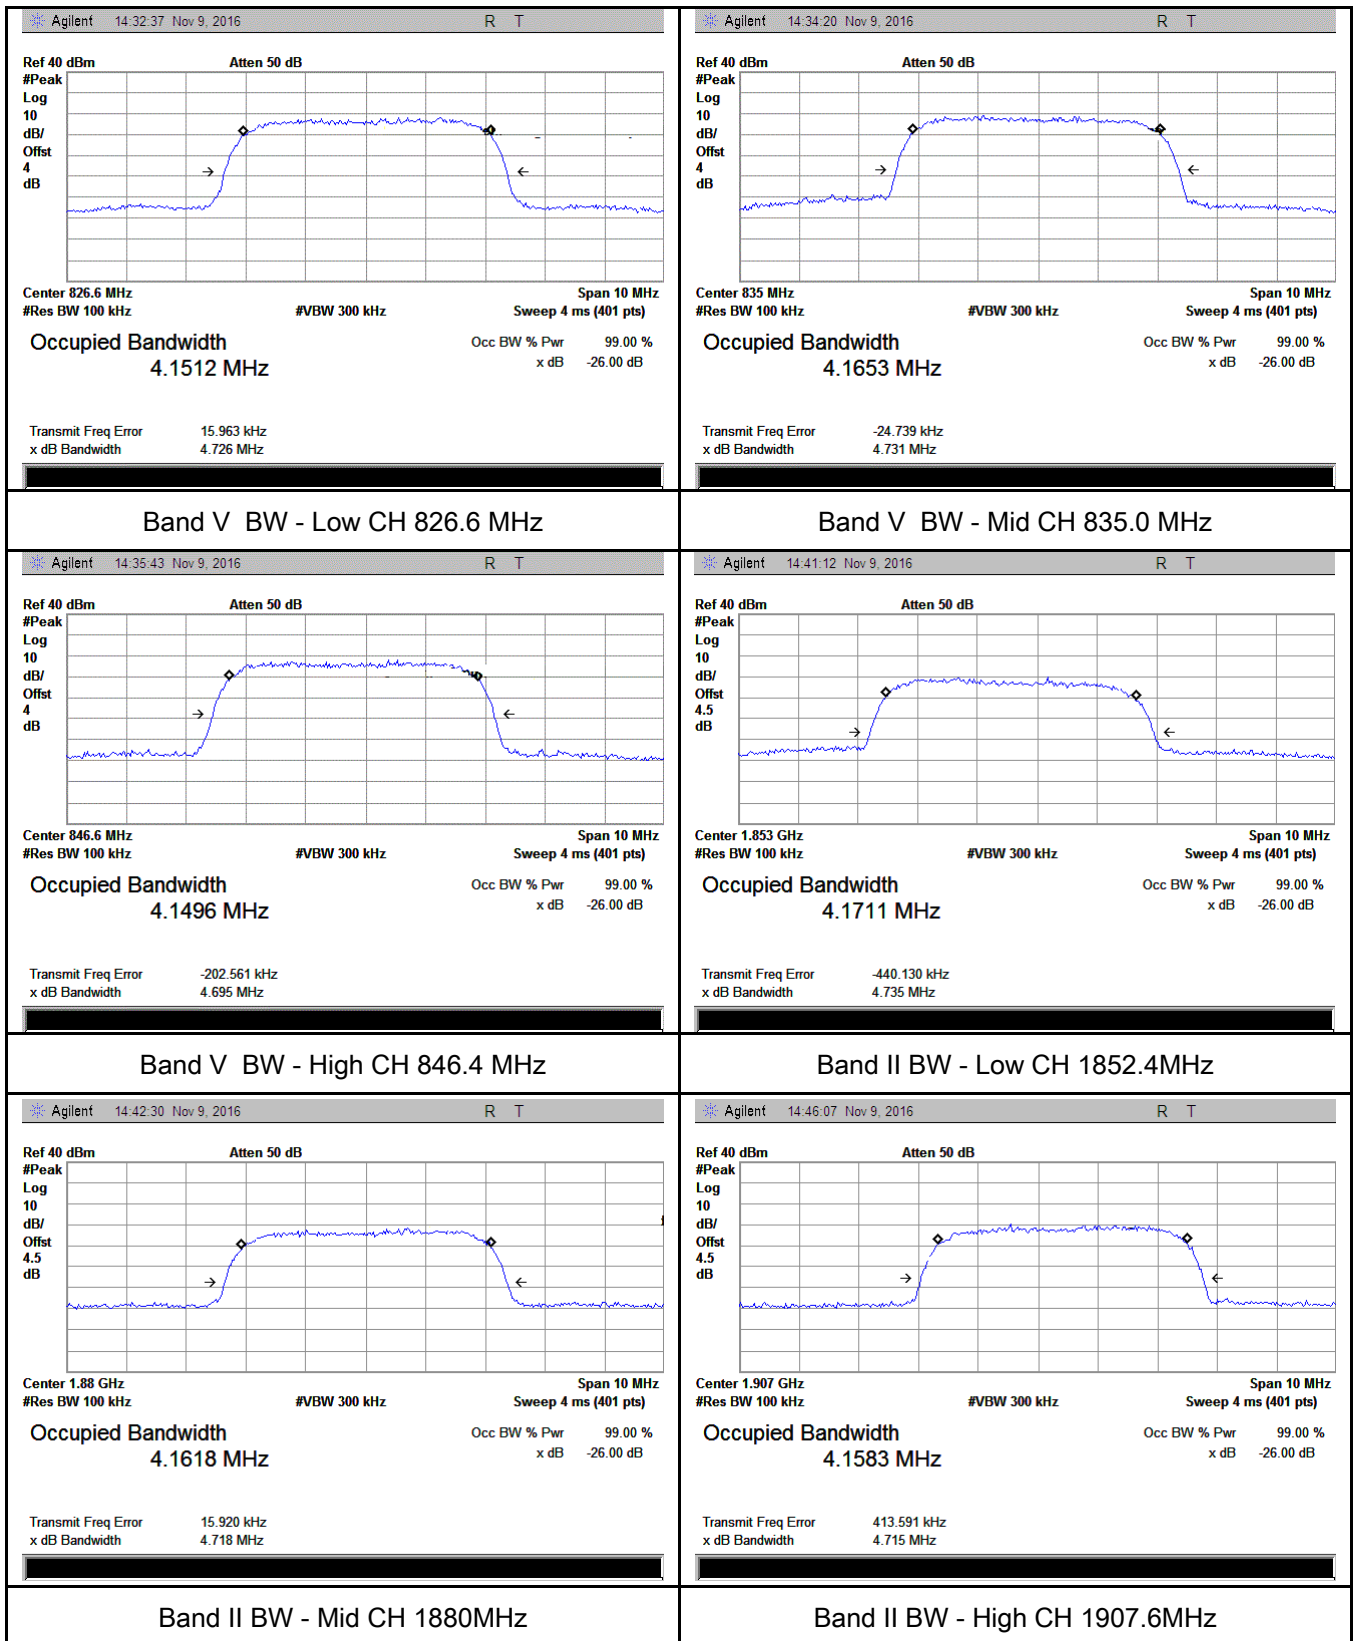 Agilent 14:32:37 Nov 9, 2016 R T
Ref 40 dBm Atten 50 dB
#Peak
Log
10
dB/
Offst
4
dB
Center 826.6 MHz Span 10 MHz
#Res BW 100 kHz #VBW 300 kHz Sweep 4 ms (401 pts)
Occupied Bandwidth Occ BW % Pwr 99.00 %
4.1512 MHz x dB -26.00 dB
Transmit Freq Error 15.963 kHz
x dB Bandwidth 4.726 MHz
Band V BW - Low CH 826.6 MHz
Agilent 14:34:20 Nov 9, 2016 R T
Ref 40 dBm Atten 50 dB
#Peak
Log
10
dB/
Offst
4
dB
Center 835 MHz Span 10 MHz
#Res BW 100 kHz #VBW 300 kHz Sweep 4 ms (401 pts)
Occupied Bandwidth Occ BW % Pwr 99.00 %
4.1653 MHz x dB -26.00 dB
Transmit Freq Error -24.739 kHz
x dB Bandwidth 4.731 MHz
Band V BW - Mid CH 835.0 MHz
Agilent 14:35:43 Nov 9, 2016 R T
Ref 40 dBm Atten 50 dB
#Peak
Log
10
dB/
Offst
4
dB
Center 846.6 MHz Span 10 MHz
#Res BW 100 kHz #VBW 300 kHz Sweep 4 ms (401 pts)
Occupied Bandwidth Occ BW % Pwr 99.00 %
4.1496 MHz x dB -26.00 dB
Transmit Freq Error -202.561 kHz
x dB Bandwidth 4.695 MHz
Band V BW - High CH 846.4 MHz
Agilent 14:41:12 Nov 9, 2016 R T
Ref 40 dBm Atten 50 dB
#Peak
Log
10
dB/
Offst
4.5
dB
Center 1.853 GHz Span 10 MHz
#Res BW 100 kHz #VBW 300 kHz Sweep 4 ms (401 pts)
Occupied Bandwidth Occ BW % Pwr 99.00 %
4.1711 MHz x dB -26.00 dB
Transmit Freq Error -440.130 kHz
x dB Bandwidth 4.735 MHz
Band II BW - Low CH 1852.4MHz
Agilent 14:42:30 Nov 9, 2016 R T
Ref 40 dBm Atten 50 dB
#Peak
Log
10
dB/
Offst
4.5
dB
Center 1.88 GHz Span 10 MHz
#Res BW 100 kHz #VBW 300 kHz Sweep 4 ms (401 pts)
Occupied Bandwidth Occ BW % Pwr 99.00 %
4.1618 MHz x dB -26.00 dB
Transmit Freq Error 15.920 kHz
x dB Bandwidth 4.718 MHz
Band II BW - Mid CH 1880MHz
Agilent 14:46:07 Nov 9, 2016 R T
Ref 40 dBm Atten 50 dB
#Peak
Log
10
dB/
Offst
4.5
dB
Center 1.907 GHz Span 10 MHz
#Res BW 100 kHz #VBW 300 kHz Sweep 4 ms (401 pts)
Occupied Bandwidth Occ BW % Pwr 99.00 %
4.1583 MHz x dB -26.00 dB
Transmit Freq Error 413.591 kHz
x dB Bandwidth 4.715 MHz
Band II BW - High CH 1907.6MHz